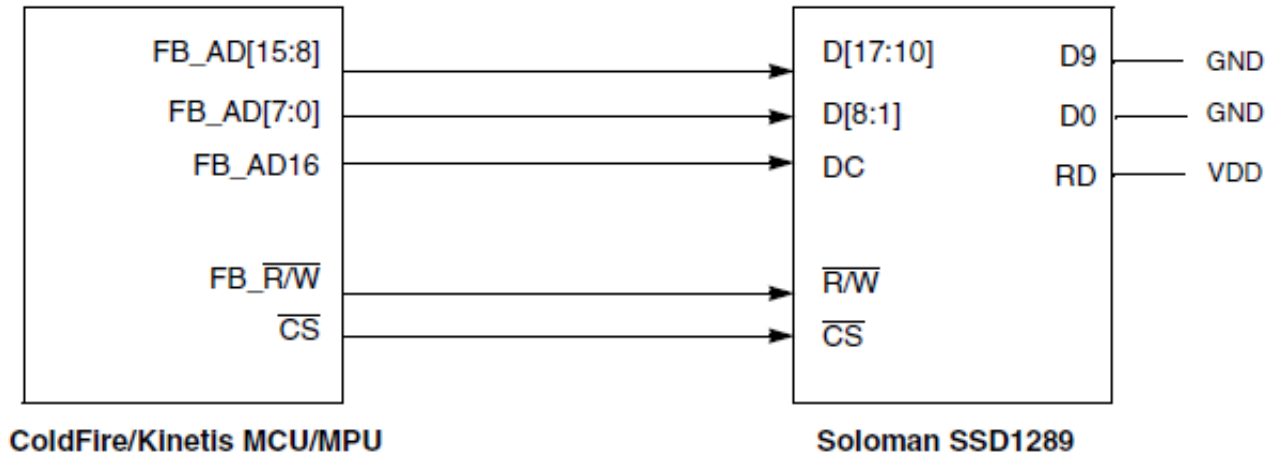 FB_AD[15:8]
FB_AD[7:0]
FB_AD16
FB_R/W
CS
ColdFire/Kinetis MCU/MPU
D[17:10]
D[8:1]
DC
R/W
CS
D9
D0
RD
GND
GND
VDD
Soloman SSD1289